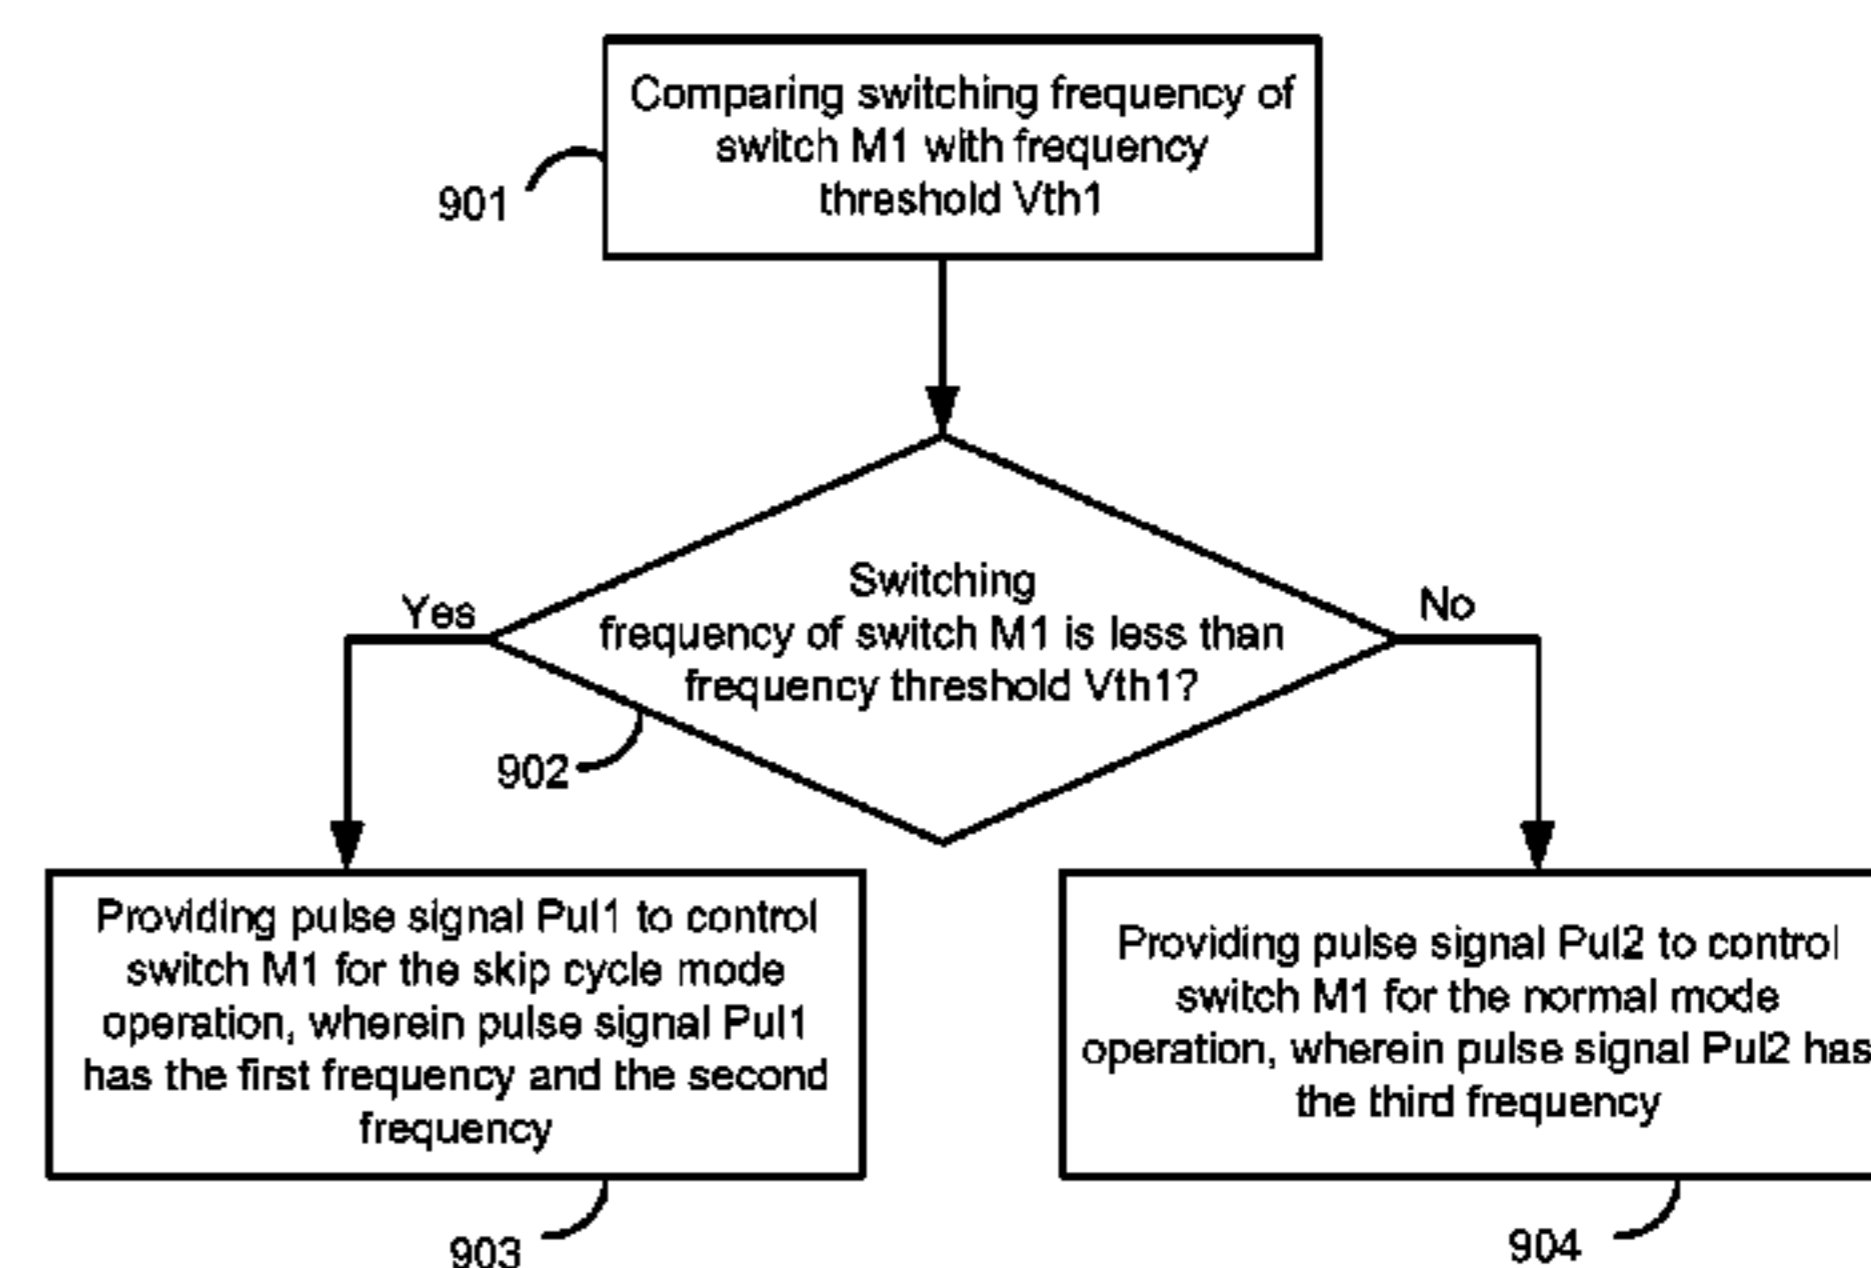 Comparing switching frequency of
switch M1 with frequency
threshold Vth1
901
Switching
frequency of switch M1 is less than
frequency threshold Vth1?
Yes
No
902
Providing pulse signal Pul1 to control
switch M1 for the skip cycle mode
operation, wherein pulse signal Pul1
has the first frequency and the second
frequency
903
Providing pulse signal Pul2 to control
switch M1 for the normal mode
operation, wherein pulse signal Pul2 has
the third frequency
904